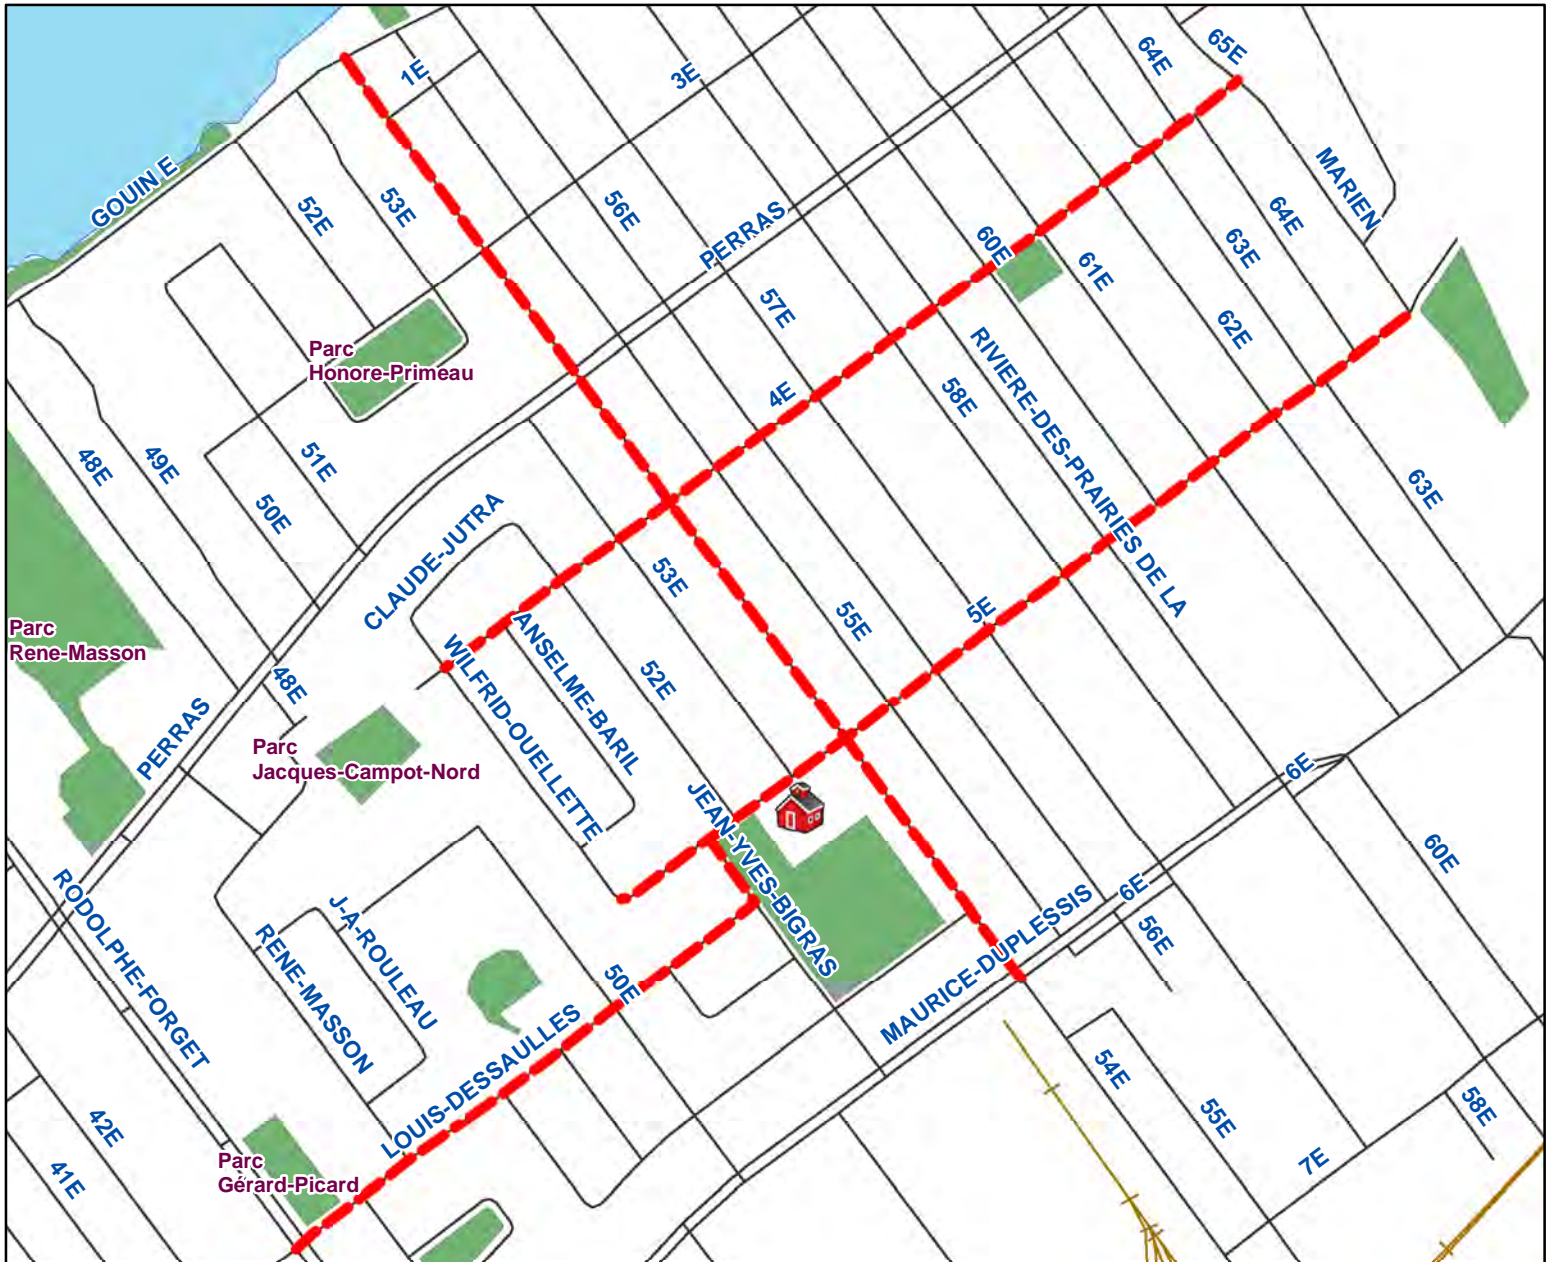 65E
64E
1E
3E
MARIEN
GOUIN E
52E
53E
56E
PERRAS
60E
64E
63E
61E
57E
62E
Parc
Honore-Primeau
RIVIERE-DES-PRAIRIES DE LA
4E
58E
48E
49E
51E
50E
63E
CLAUDE-JUTRA
53E
55E
5E
Parc
Rene-Masson
ANSELME-BARIL
WILFRID-OUELLETTE
52E
48E
PERRAS
Parc
Jacques-Campot-Nord
6E
JEAN-YVES-BIGRAS
60E
RODOLPHE-FORGET
J-A-ROULEAU
6E
56E
RENE-MASSON
50E
MAURICE-DUPLESSIS
LOUIS-DESSAULLES
54E
55E
58E
42E
41E
Parc
Gérard-Picard
7E